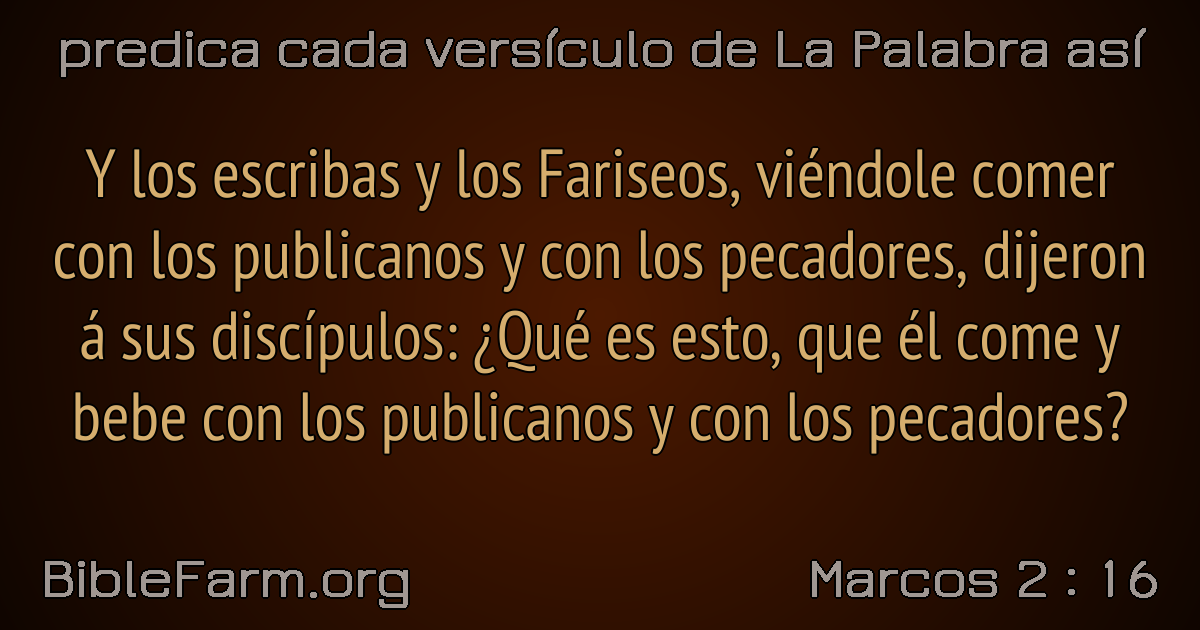 predica cada versículo de La Palabra así
Y los escribas y los Fariseos, viéndole comer
con los publicanos y con los pecadores, dijeron
á sus discípulos: ¿Qué es esto, que él come y
bebe con los publicanos y con los pecadores?
BibleFarm.org
Marcos 2 : 16